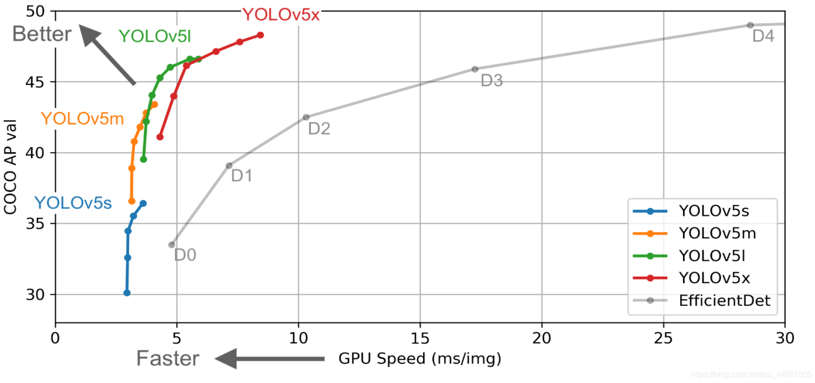 50
45
40
35
30
COCO AP val
Better
YOLOv5x
YOLOv5l
YOLOv5m
YOLOv5s
D0
D1
D2
D3
D4
YOLOv5s
YOLOv5m
YOLOv5l
YOLOv5x
EfficientDet
0 5 10 15 20 25 30
Faster
GPU Speed (ms/img)